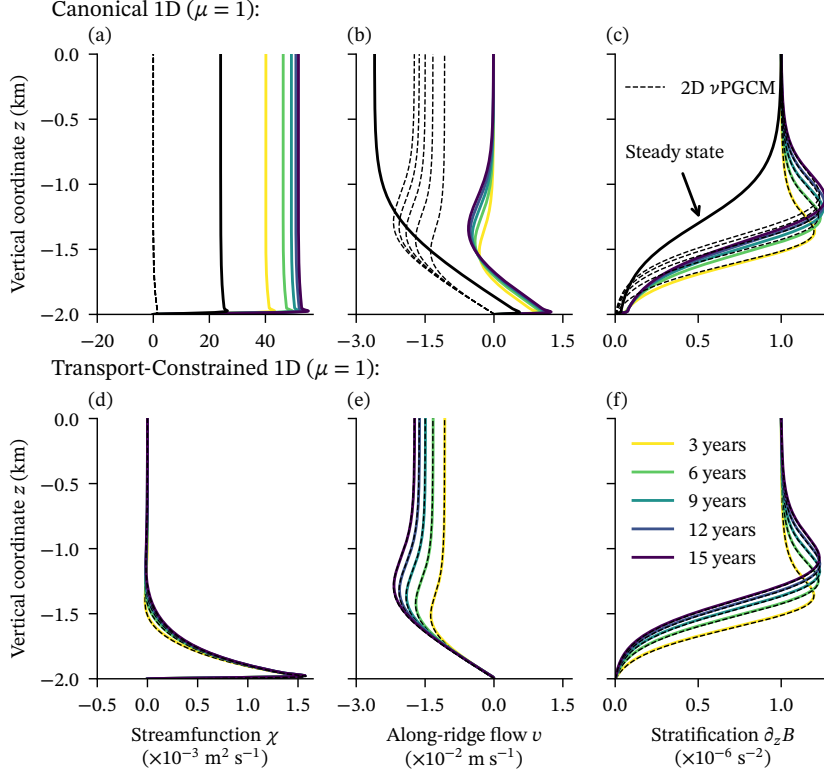 Canonical 1D (μ = 1):
(a) (b) (c)
Vertical coordinate z (km)
0.0
−0.5
−1.0
−1.5
−2.0
−20 0 20 40
−3.0 −1.5 0.0 1.5
0.0 0.5 1.0
2D νPGCM
Steady state
Transport-Constrained 1D (μ = 1):
(d) (e) (f)
Vertical coordinate z (km)
0.0
−0.5
−1.0
−1.5
−2.0
3 years
6 years
9 years
12 years
15 years
−0.5 0.0 0.5 1.0 1.5
−3.0 −1.5 0.0 1.5
0.0 0.5 1.0
Streamfunction χ
(×10⁻³ m² s⁻¹)
Along-ridge flow υ
(×10⁻² m s⁻¹)
Stratification ∂zB
(×10⁻⁶ s⁻²)